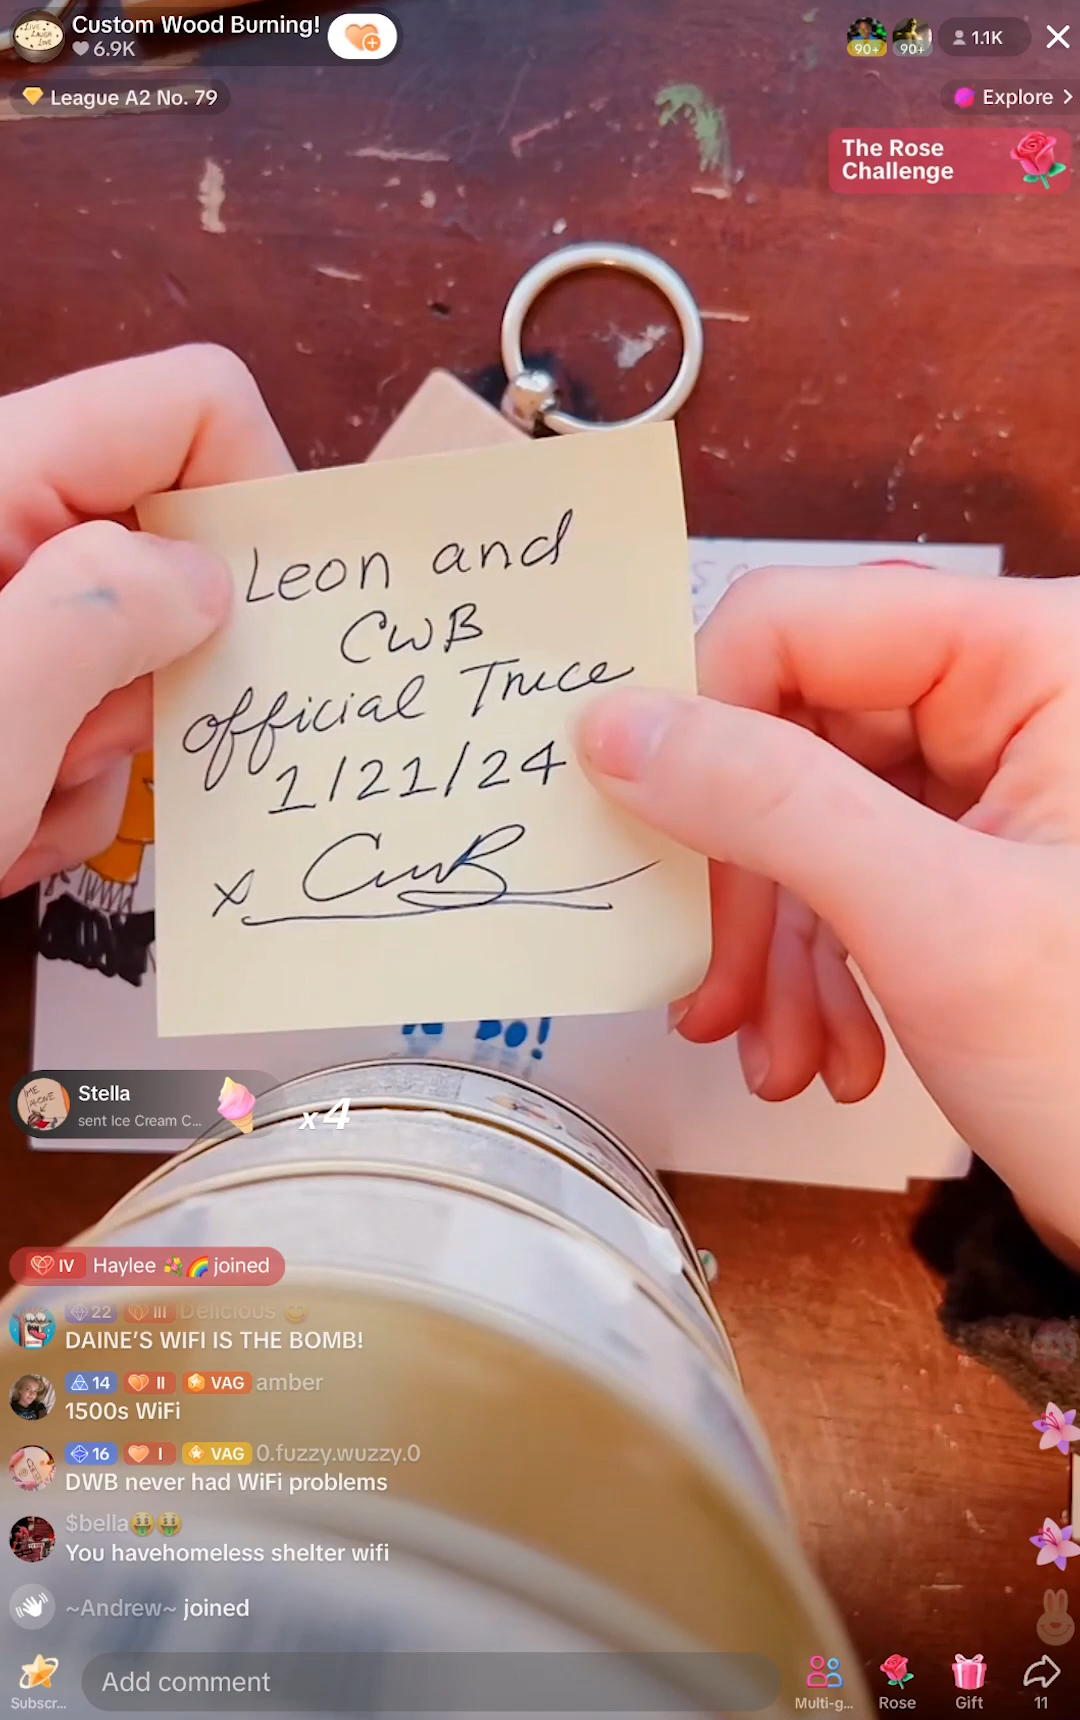 Custom Wood Burning!
6.9K
90+
90+
1.1K
League A2 No. 79
Explore
The Rose
Challenge
Leon and
CWB
official Truce
1/21/24
x CWB
Stella
sent Ice Cream C...
x4
IV Haylee joined
22 III Delicious
DAINE'S WIFI IS THE BOMB!
14 II VAG amber
1500s WiFi
16 I VAG 0.fuzzy.wuzzy.0
DWB never had WiFi problems
$bella
You havehomeless shelter wifi
~Andrew~ joined
Subscr...
Add comment
Multi-g...
Rose
Gift
11